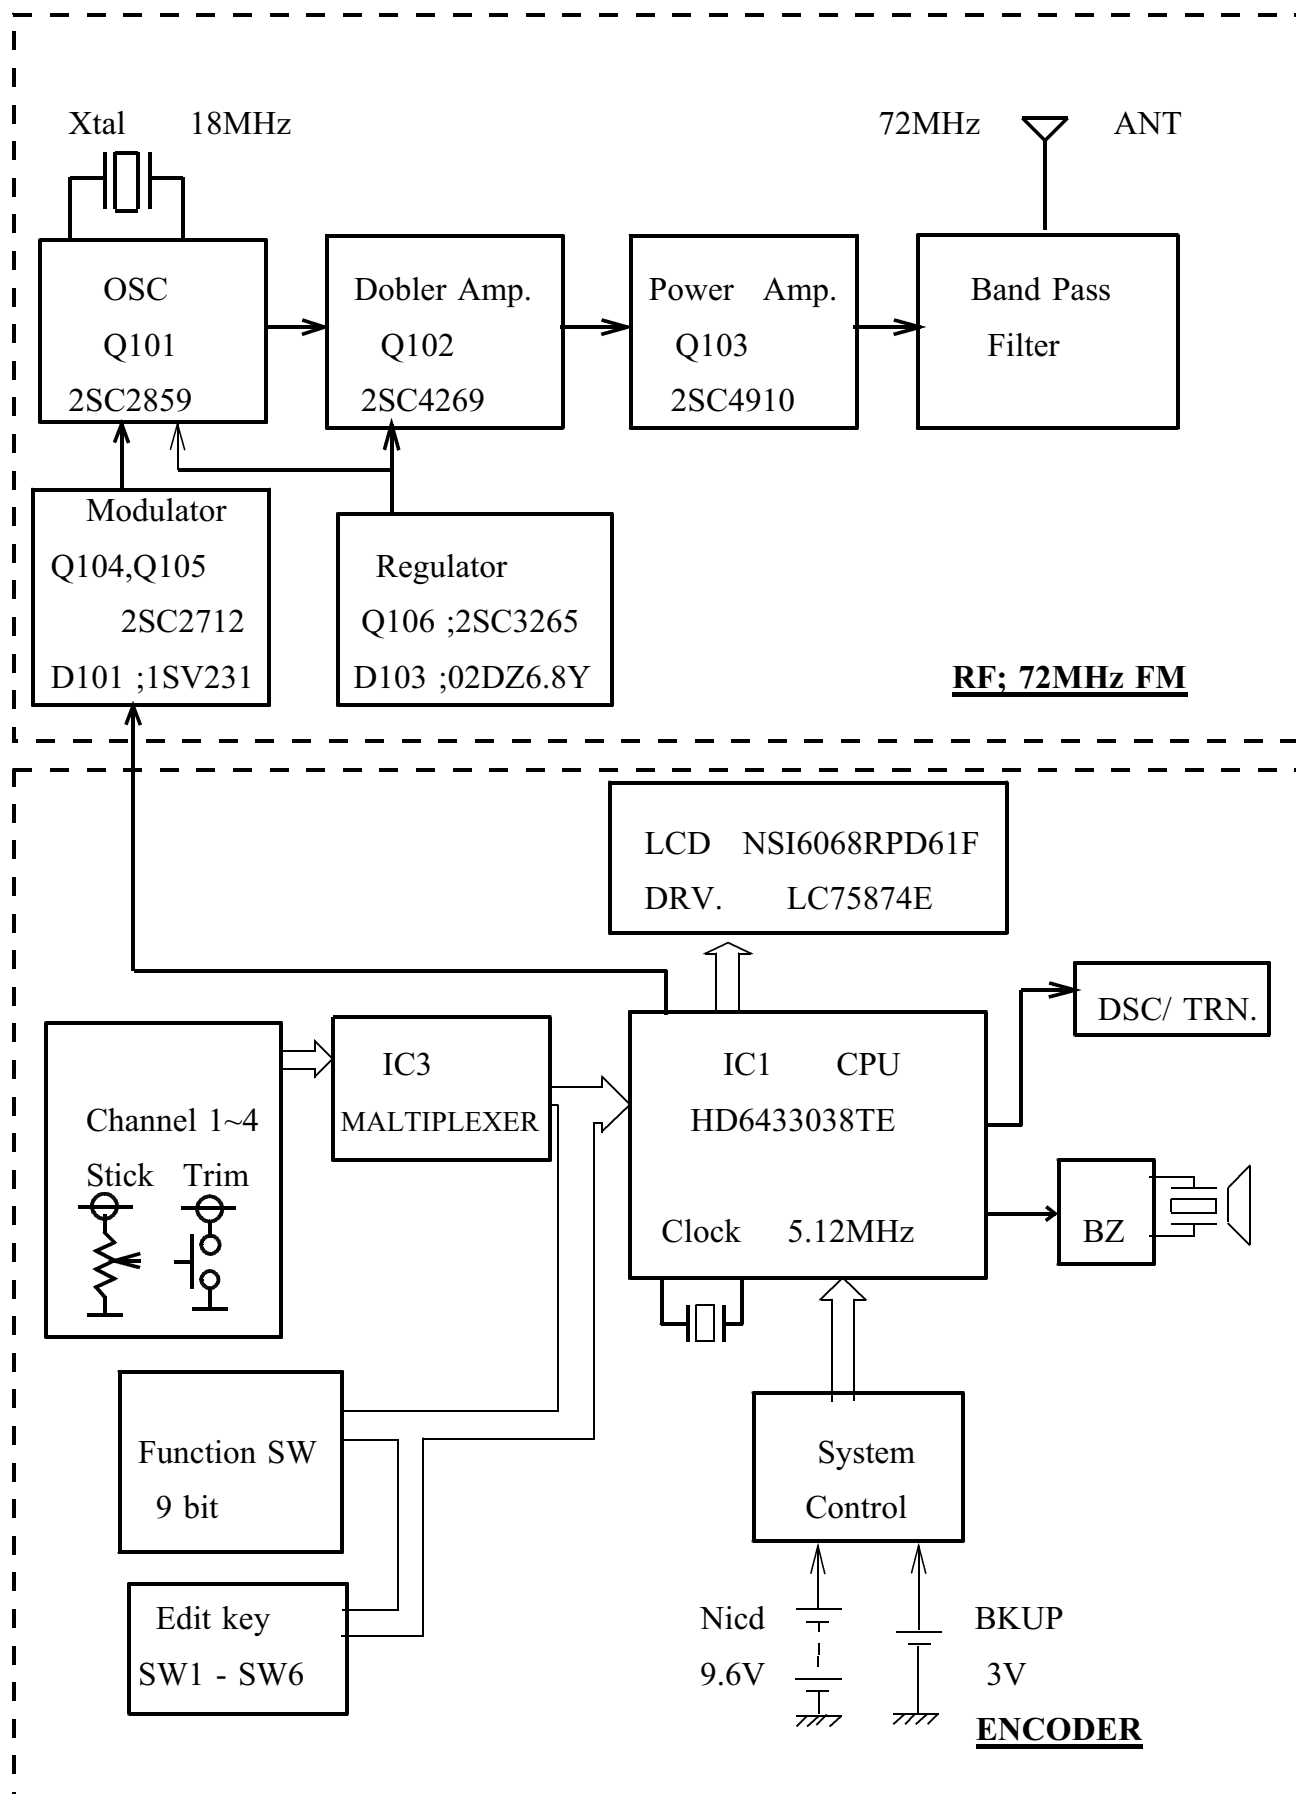 Xtal 18MHz
72MHz ANT
OSC
Q101
2SC2859
Dobler Amp.
Q102
2SC4269
Power Amp.
Q103
2SC4910
Band Pass
Filter
Modulator
Q104,Q105
2SC2712
D101 ;1SV231
Regulator
Q106 ;2SC3265
D103 ;02DZ6.8Y
RF; 72MHz FM
LCD NSI6068RPD61F
DRV. LC75874E
DSC/ TRN.
Channel 1~4
Stick Trim
IC3
MALTIPLEXER
IC1 CPU
HD6433038TE
Clock 5.12MHz
BZ
Function SW
9 bit
Edit key
SW1 - SW6
System
Control
Nicd
9.6V
BKUP
3V
ENCODER